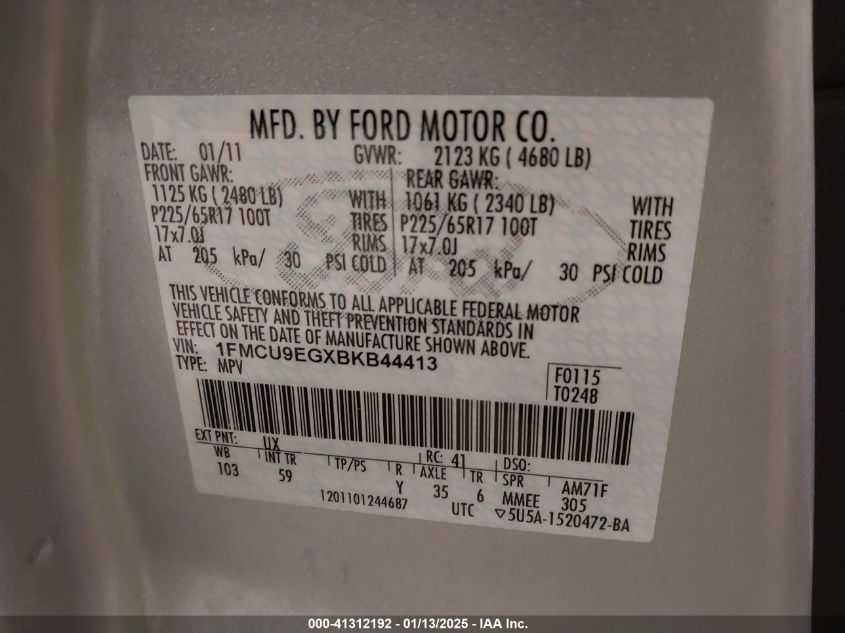 MFD. BY FORD MOTOR CO.
DATE: 01/11 GVWR: 2123 KG ( 4680 LB)
FRONT GAWR: REAR GAWR:
1125 KG ( 2480 LB) WITH 1061 KG ( 2340 LB) WITH
P225/65R17 100T TIRES P225/65R17 100T TIRES
17x7.0J RIMS 17x7.0J RIMS
AT 205 kPa/ 30 PSI COLD AT 205 kPa/ 30 PSI COLD
THIS VEHICLE CONFORMS TO ALL APPLICABLE FEDERAL MOTOR
VEHICLE SAFETY AND THEFT PREVENTION STANDARDS IN
EFFECT ON THE DATE OF MANUFACTURE SHOWN ABOVE.
VIN: 1FMCU9EGXBKB44413
TYPE: MPV
F0115
T0248
EXT PNT: UX RC: 41 DSO:
WB INT TR TP/PS R AXLE TR SPR AM71F
103 59 Y 35 6 MMEE 305
1201101244687 UTC ▽5U5A-1520472-BA
000-41312192 - 01/13/2025 - IAA Inc.